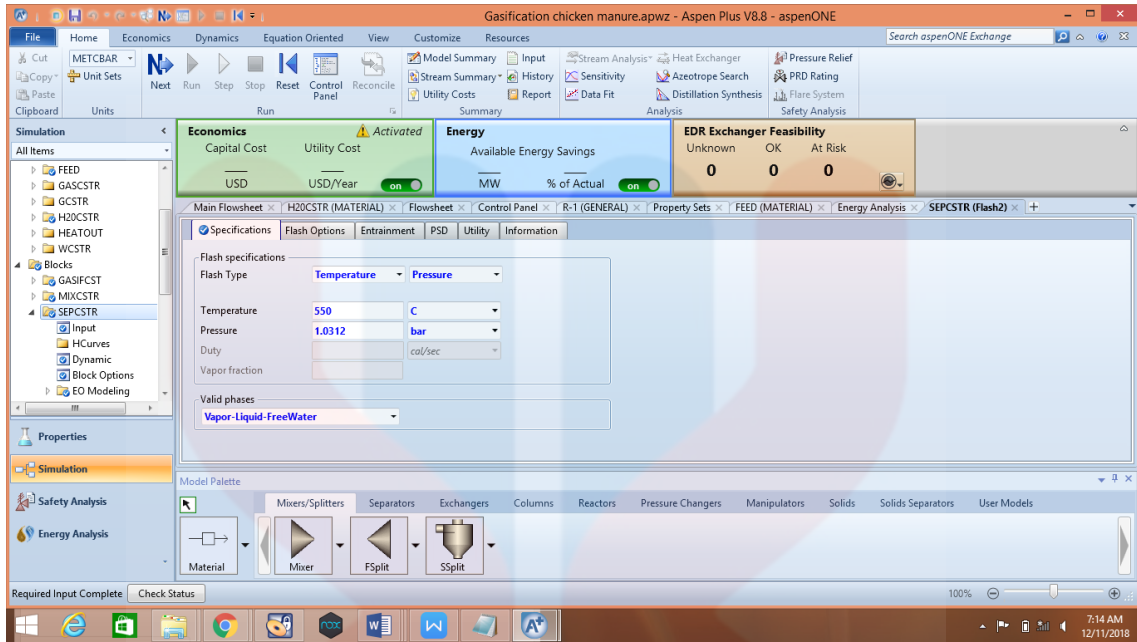 Gasification chicken manure.apwz - Aspen Plus V8.8 - aspenONE
File Home Economics Dynamics Equation Oriented View Customize Resources Search aspenONE Exchange
Cut METCBAR Model Summary Input Stream Analysis Heat Exchanger Pressure Relief
Copy Unit Sets Next Run Step Stop Reset Control Panel Reconcile Stream Summary History Sensitivity Azeotrope Search PRD Rating
Paste Utility Costs Report Data Fit Distillation Synthesis Flare System
Clipboard Units Run Summary Analysis Safety Analysis
Simulation
All Items
Economics Activated Energy EDR Exchanger Feasibility
Capital Cost Utility Cost Available Energy Savings Unknown OK At Risk
0 0 0
USD USD/Year on MW % of Actual on
Main Flowsheet H20CSTR (MATERIAL) Flowsheet Control Panel R-1 (GENERAL) Property Sets FEED (MATERIAL) Energy Analysis SEPCSTR (Flash2) +
FEED
GASCSTR
GCSTR
H20CSTR
HEATOUT
WCSTR
Blocks
GASIFCST
MIXCSTR
SEPCSTR
Input
HCurves
Dynamic
Block Options
EO Modeling
Specifications Flash Options Entrainment PSD Utility Information
Flash specifications
Flash Type Temperature Pressure
Temperature 550 C
Pressure 1.0312 bar
Duty cal/sec
Vapor fraction
Valid phases
Vapor-Liquid-FreeWater
Properties
Simulation
Safety Analysis
Energy Analysis
Model Palette
Mixers/Splitters Separators Exchangers Columns Reactors Pressure Changers Manipulators Solids Solids Separators User Models
Material Mixer FSplit SSplit
Required Input Complete Check Status 100%
nox
7:14 AM
12/11/2018